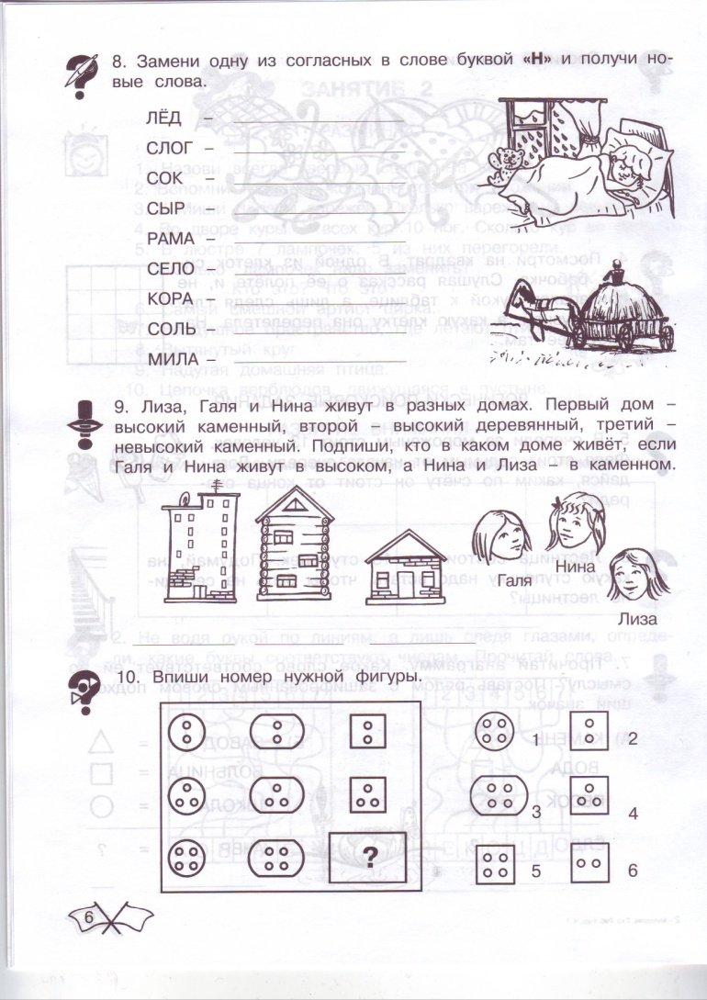 8. Замени одну из согласных в слове буквой «Н» и получи но-
вые слова.
ЛЁД –
СЛОГ –
СОК –
СЫР –
РАМА –
СЕЛО –
КОРА –
СОЛЬ –
МИЛА –
9. Лиза, Галя и Нина живут в разных домах. Первый дом –
высокий каменный, второй – высокий деревянный, третий –
невысокий каменный. Подпиши, кто в каком доме живёт, если
Галя и Нина живут в высоком, а Нина и Лиза – в каменном.
Галя
Нина
Лиза
10. Впиши номер нужной фигуры.
1 2
3 4
? 5 6
6